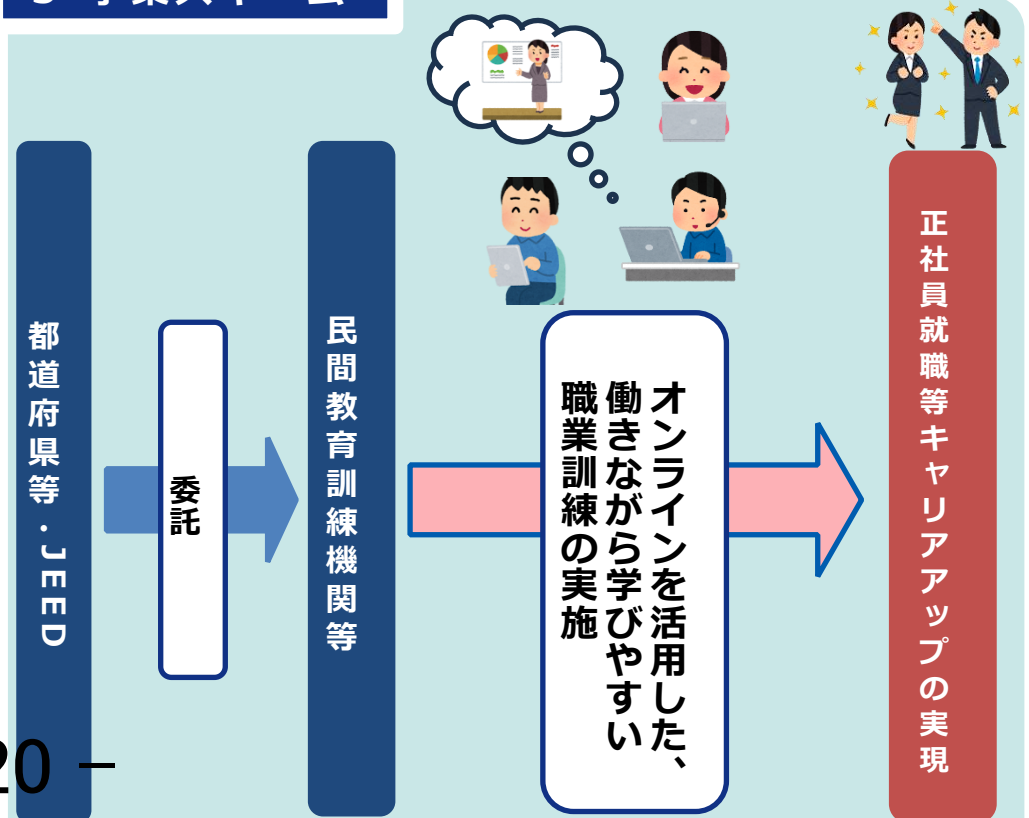 都道府県等・JEED
委託
民間教育訓練機関等
オンラインを活用した、
働きながら学びやすい
職業訓練の実施
正社員就職等キャリアアップの実現
20 －